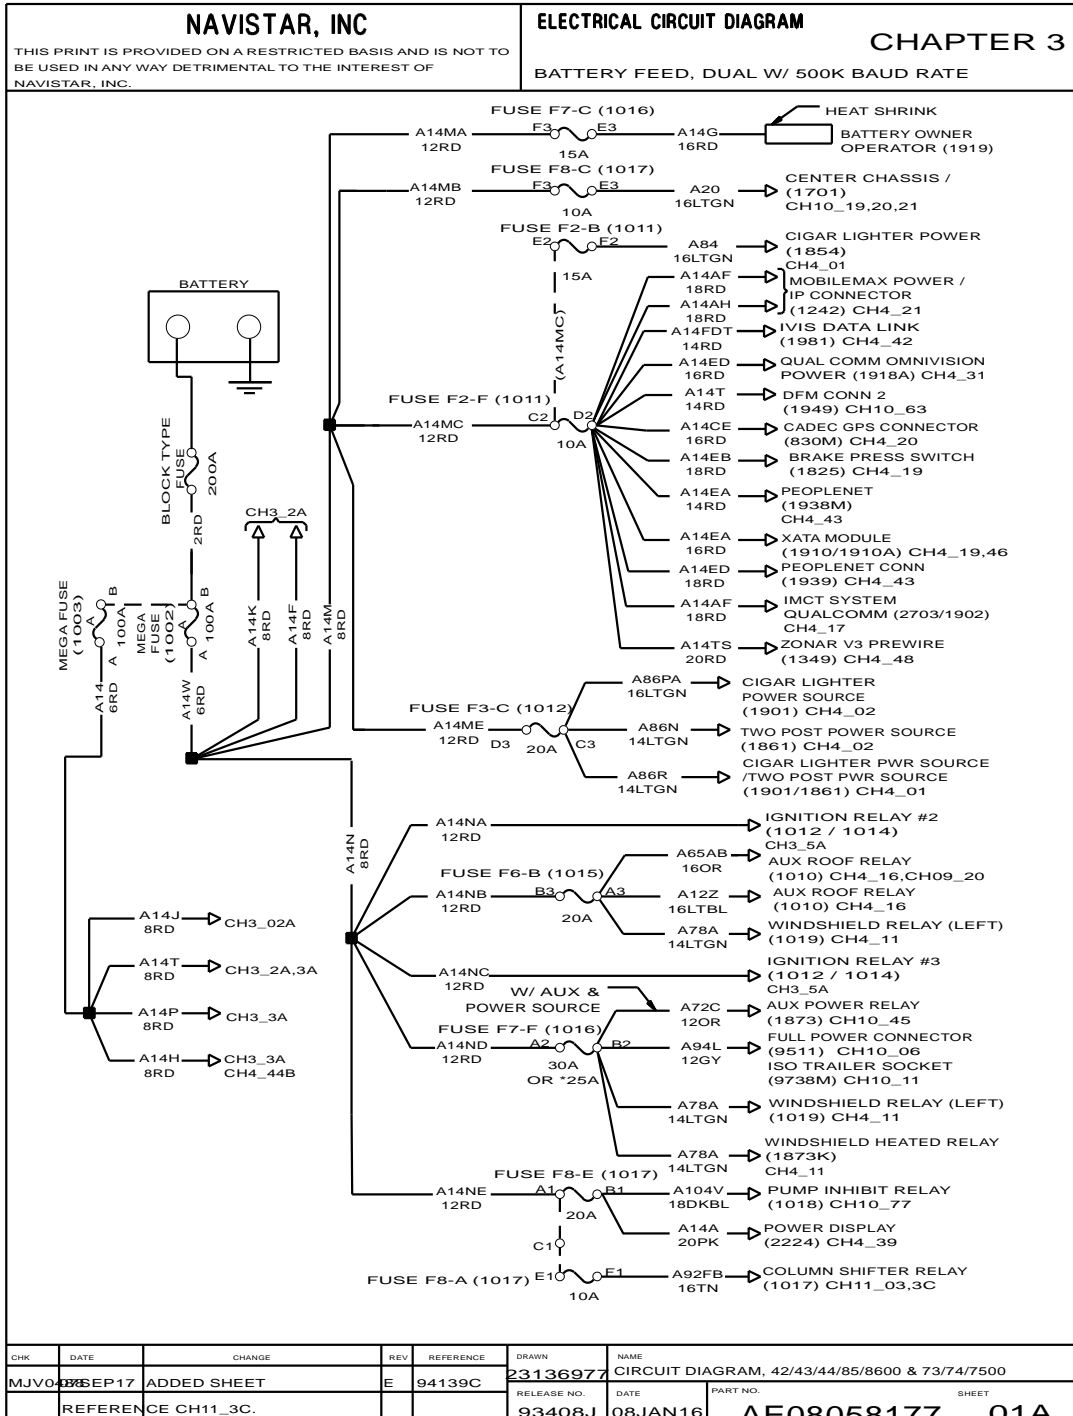 NAVISTAR, INC
THIS PRINT IS PROVIDED ON A RESTRICTED BASIS AND IS NOT TO
BE USED IN ANY WAY DETRIMENTAL TO THE INTEREST OF
NAVISTAR, INC.
ELECTRICAL CIRCUIT DIAGRAM
CHAPTER 3
BATTERY FEED, DUAL W/ 500K BAUD RATE
FUSE F7-C (1016)
A14MA
12RD
F3
E3
15A
A14G
16RD
HEAT SHRINK
BATTERY OWNER
OPERATOR (1919)
FUSE F8-C (1017)
A14MB
12RD
F3
E3
10A
A20
16LTGN
CENTER CHASSIS /
(1701)
CH10_19,20,21
FUSE F2-B (1011)
E2
F2
15A
(A14MC)
A84
16LTGN
CIGAR LIGHTER POWER
(1854)
CH4_01
A14AF
18RD
A14AH
18RD
MOBILEMAX POWER /
IP CONNECTOR
(1242) CH4_21
A14FDT
14RD
IVIS DATA LINK
(1981) CH4_42
A14ED
16RD
QUAL COMM OMNIVISION
POWER (1918A) CH4_31
A14T
14RD
DFM CONN 2
(1949) CH10_63
FUSE F2-F (1011)
A14MC
12RD
C2
D2
10A
A14CE
16RD
CADEC GPS CONNECTOR
(830M) CH4_20
A14EB
18RD
BRAKE PRESS SWITCH
(1825) CH4_19
A14EA
14RD
PEOPLENET
(1938M)
CH4_43
A14EA
16RD
XATA MODULE
(1910/1910A) CH4_19,46
A14ED
18RD
PEOPLENET CONN
(1939) CH4_43
A14AF
18RD
IMCT SYSTEM
QUALCOMM (2703/1902)
CH4_17
A14TS
20RD
ZONAR V3 PREWIRE
(1349) CH4_48
BATTERY
BLOCK TYPE
FUSE
200A
2RD
CH3_2A
MEGA FUSE
(1003)
A
B
100A
A
MEGA
FUSE
(1002)
B
100A
A
A14
6RD
A14W
6RD
A14K
8RD
A14F
8RD
A14M
8RD
FUSE F3-C (1012)
A14ME
12RD
D3
20A
C3
A86PA
16LTGN
CIGAR LIGHTER
POWER SOURCE
(1901) CH4_02
A86N
14LTGN
TWO POST POWER SOURCE
(1861) CH4_02
A86R
14LTGN
CIGAR LIGHTER PWR SOURCE
/TWO POST PWR SOURCE
(1901/1861) CH4_01
A14N
8RD
A14NA
12RD
IGNITION RELAY #2
(1012 / 1014)
CH3_5A
FUSE F6-B (1015)
A14NB
12RD
B3
A3
20A
A65AB
16OR
AUX ROOF RELAY
(1010) CH4_16,CH09_20
A12Z
16LTBL
AUX ROOF RELAY
(1010) CH4_16
A78A
14LTGN
WINDSHIELD RELAY (LEFT)
(1019) CH4_11
A14NC
12RD
IGNITION RELAY #3
(1012 / 1014)
CH3_5A
W/ AUX &
POWER SOURCE
FUSE F7-F (1016)
A14ND
12RD
A2
B2
30A
OR *25A
A72C
12OR
AUX POWER RELAY
(1873) CH10_45
A94L
12GY
FULL POWER CONNECTOR
(9511) CH10_06
ISO TRAILER SOCKET
(9738M) CH10_11
A78A
14LTGN
WINDSHIELD RELAY (LEFT)
(1019) CH4_11
A78A
14LTGN
WINDSHIELD HEATED RELAY
(1873K)
CH4_11
A14J
8RD
CH3_02A
A14T
8RD
CH3_2A,3A
A14P
8RD
CH3_3A
A14H
8RD
CH3_3A
CH4_44B
FUSE F8-E (1017)
A14NE
12RD
A1
B1
20A
A104V
18DKBL
PUMP INHIBIT RELAY
(1018) CH10_77
A14A
20PK
POWER DISPLAY
(2224) CH4_39
C1
FUSE F8-A (1017)
E1
F1
10A
A92FB
16TN
COLUMN SHIFTER RELAY
(1017) CH11_03,3C
CHK DATE CHANGE REV REFERENCE DRAWN NAME
SEP17 ADDED SHEET E 94139C 23136977 CIRCUIT DIAGRAM, 42/43/44/85/8600 & 73/74/7500
REFERENCE CH11_3C.
RELEASE NO. DATE PART NO. SHEET
93408J 08JAN16 AF08058177 01A